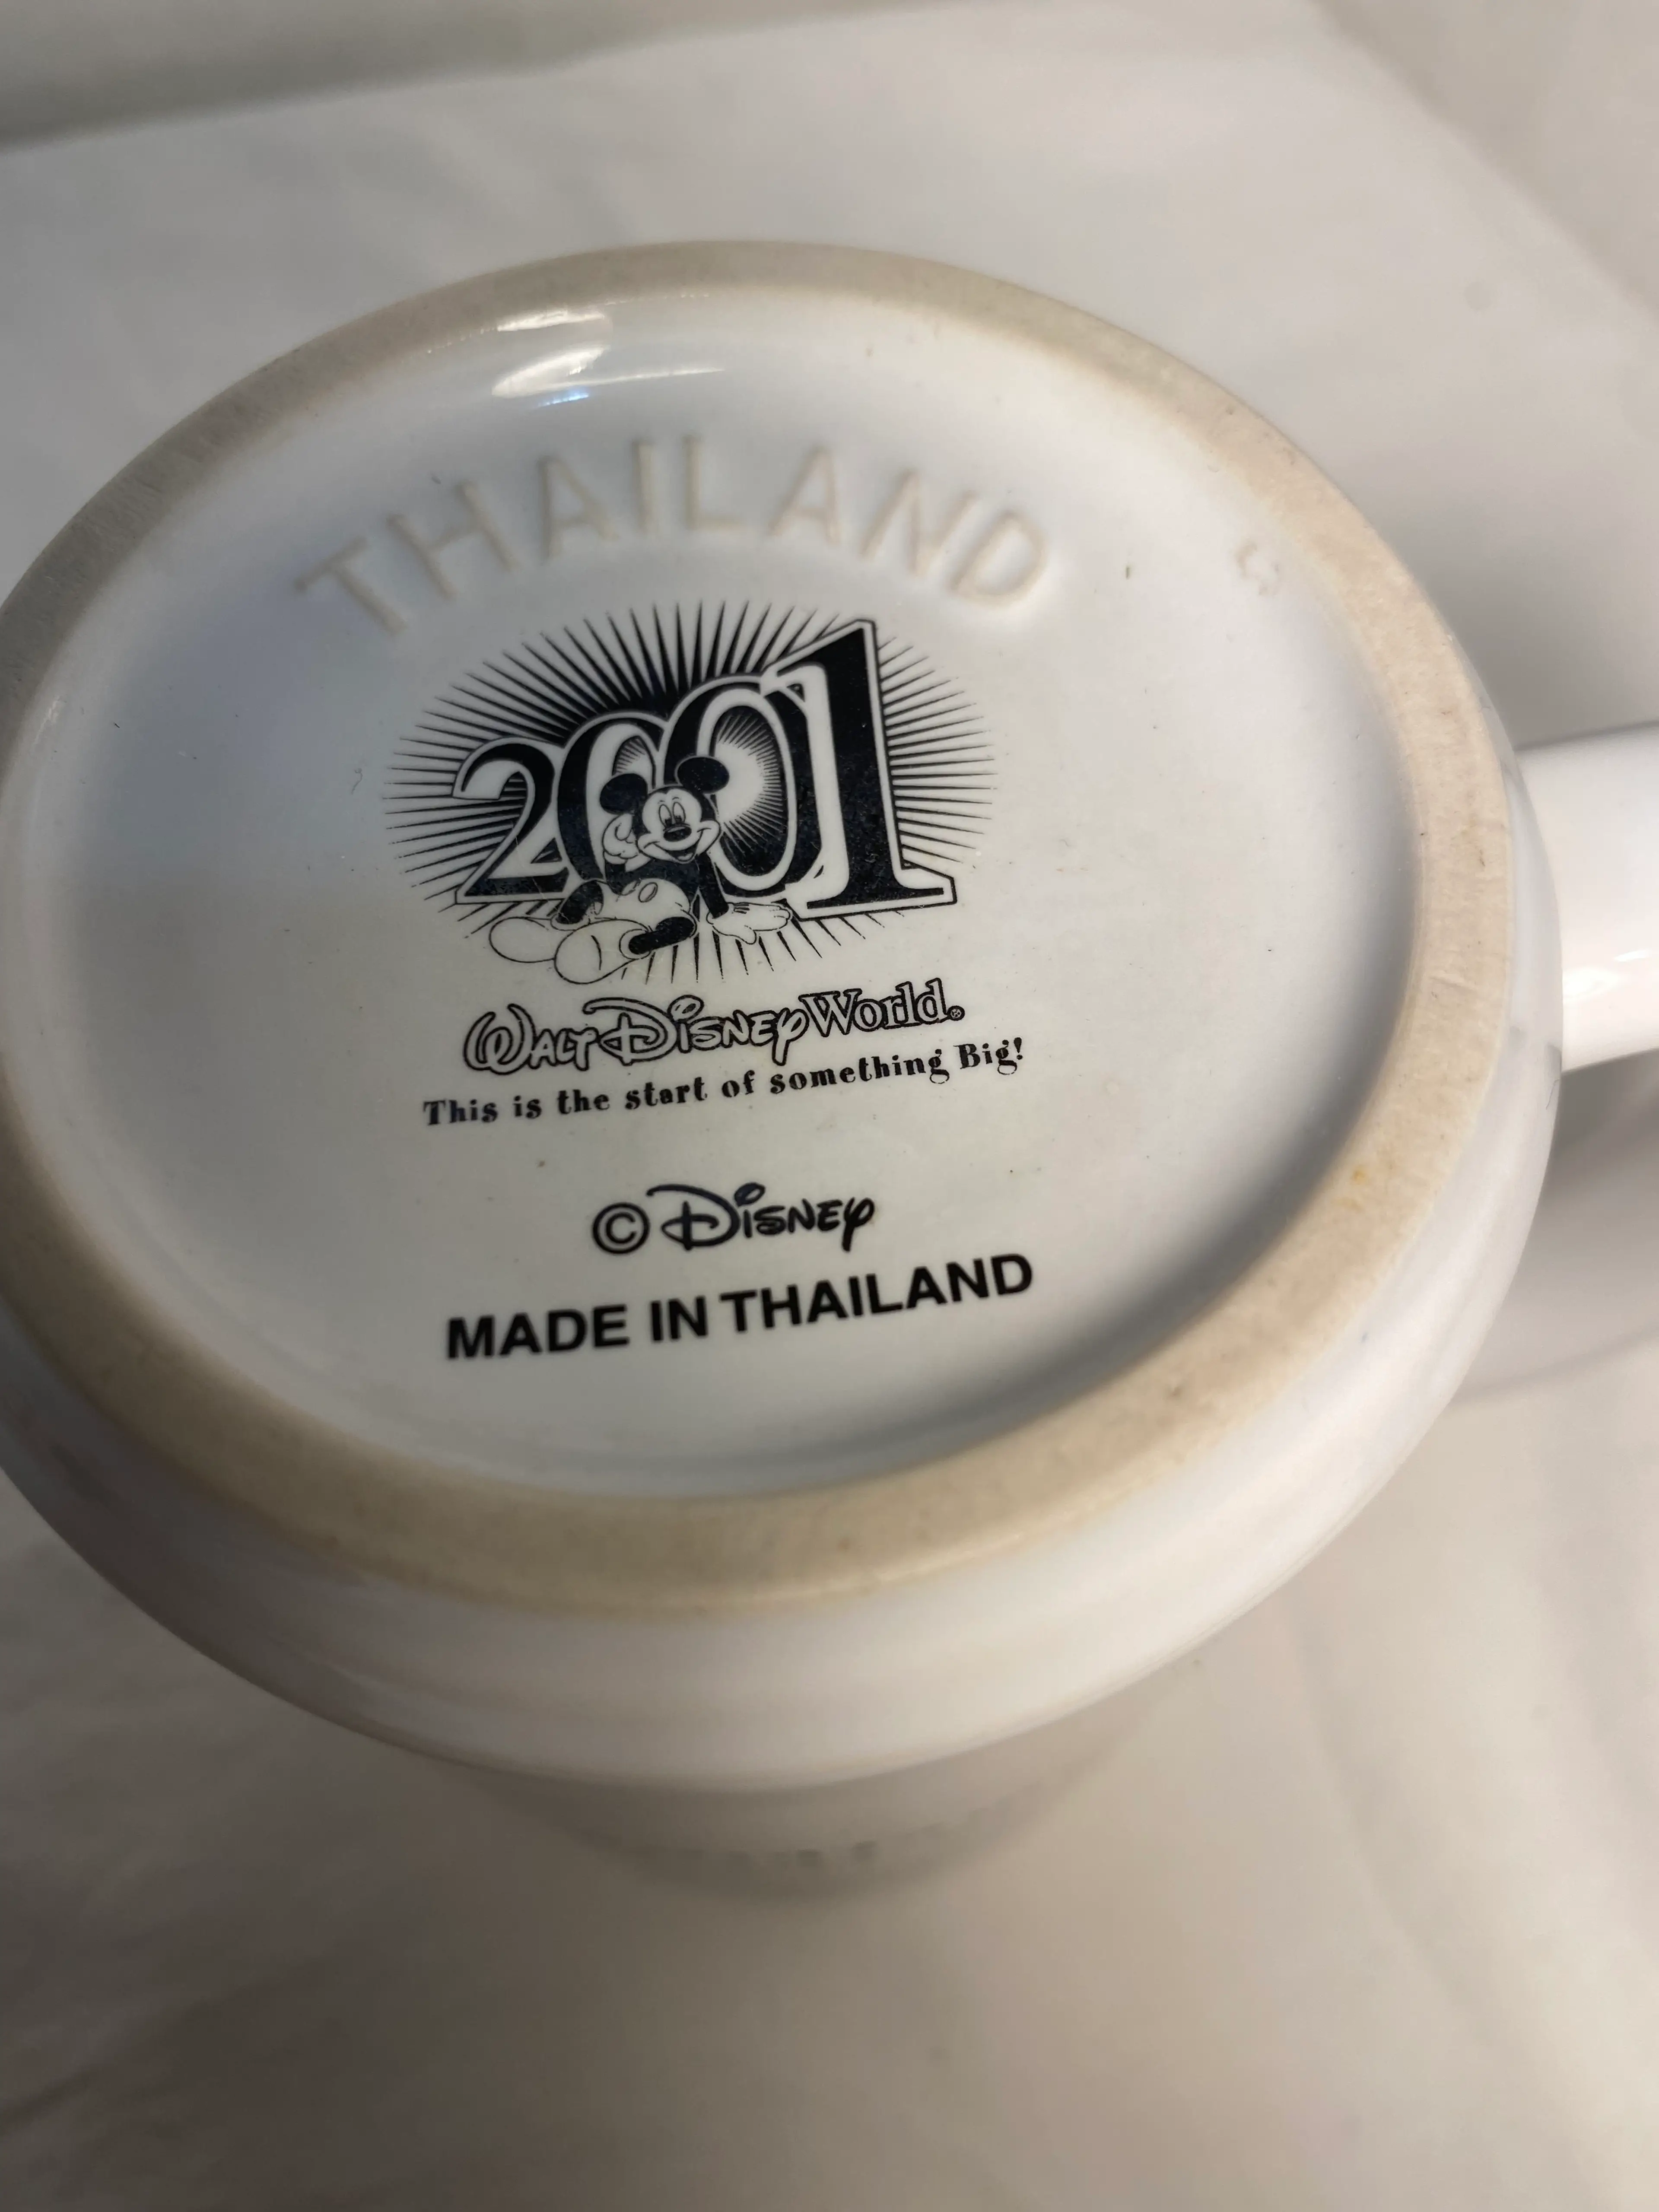 THAILAND
2001
Walt Disney World®
This is the start of something Big!
© Disney
MADE IN THAILAND